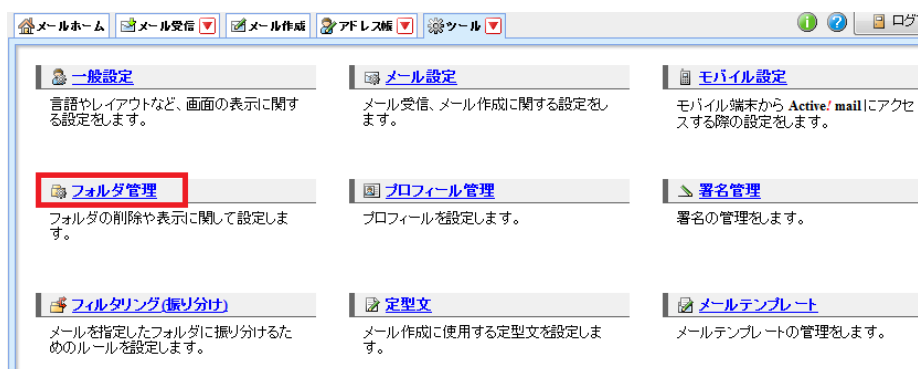 メールホーム メール受信 メール作成 アドレス帳 ツール ログ
一般設定 メール設定 モバイル設定
言語やレイアウトなど、画面の表示に関す メール受信、メール作成に関する設定をし モバイル端末から Active! mailにアクセ
る設定をします。 ます。 スする際の設定をします。
フォルダ管理 プロフィール管理 署名管理
フォルダの削除や表示に関して設定しま プロフィールを設定します。 署名の管理をします。
す。
フィルタリング(振り分け) 定型文 メールテンプレート
メールを指定したフォルダに振り分けるた メール作成に使用する定型文を設定しま メールテンプレートの管理をします。
めのルールを設定します。 す。